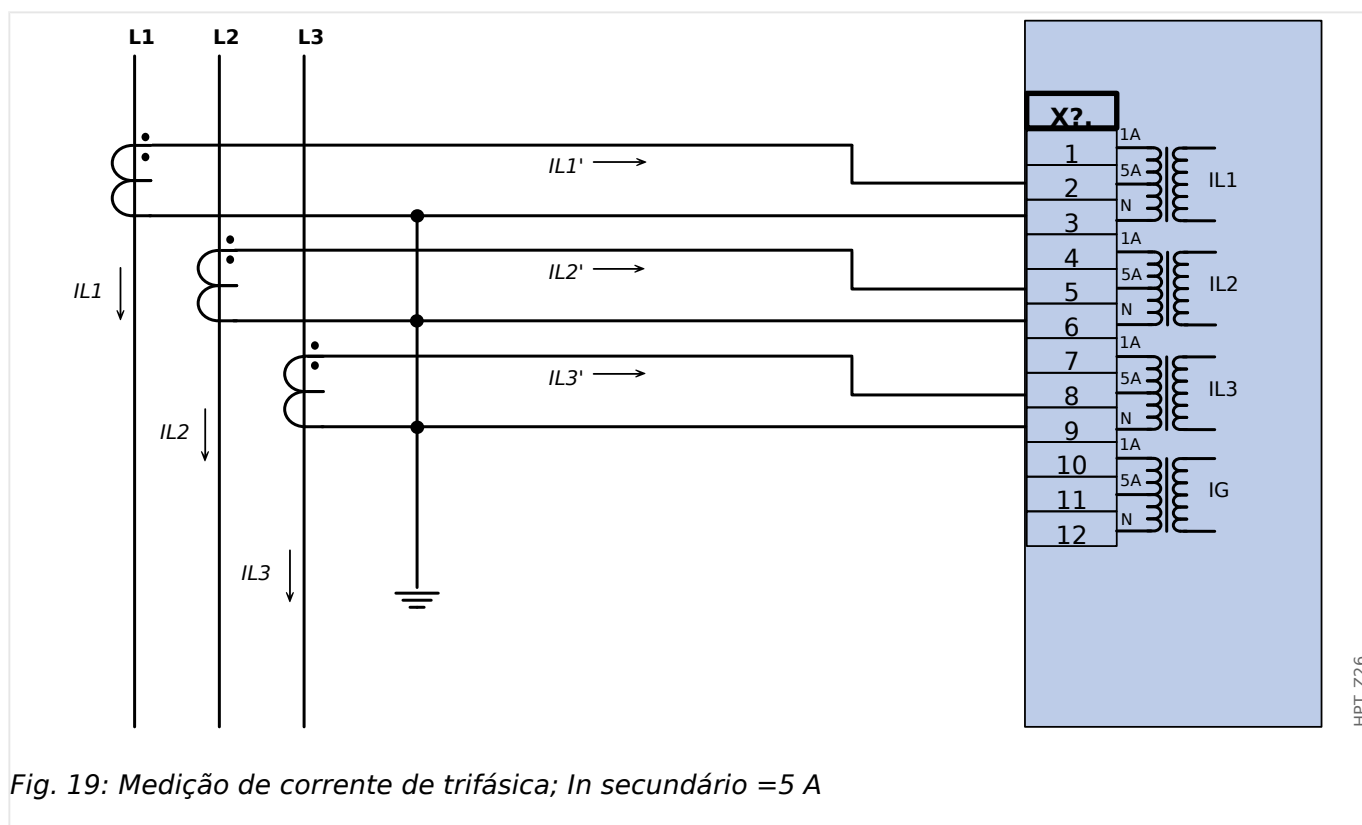 L1 L2 L3
X?.
1A
1
IL1'
5A
IL1
2
N
3
1A
4
IL2'
5A
IL2
IL1
5
N
6
1A
7
IL3'
5A
IL3
8
N
IL2
9
1A
10
5A
IG
11
N
12
IL3
HPT_Z26
Fig. 19: Medição de corrente de trifásica; In secundário =5 A